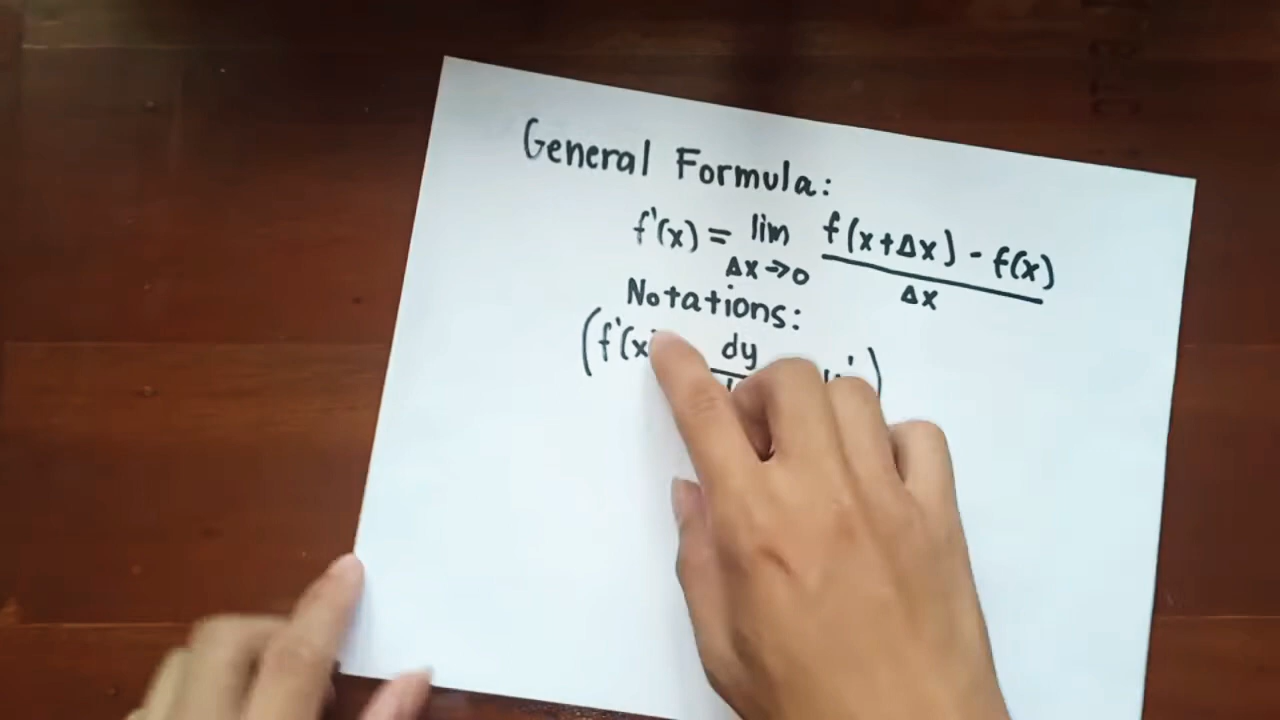 General Formula:
f'(x) = lim f(x+Δx) - f(x)
Δx→0 Δx
Notations:
(f'(x dy ')